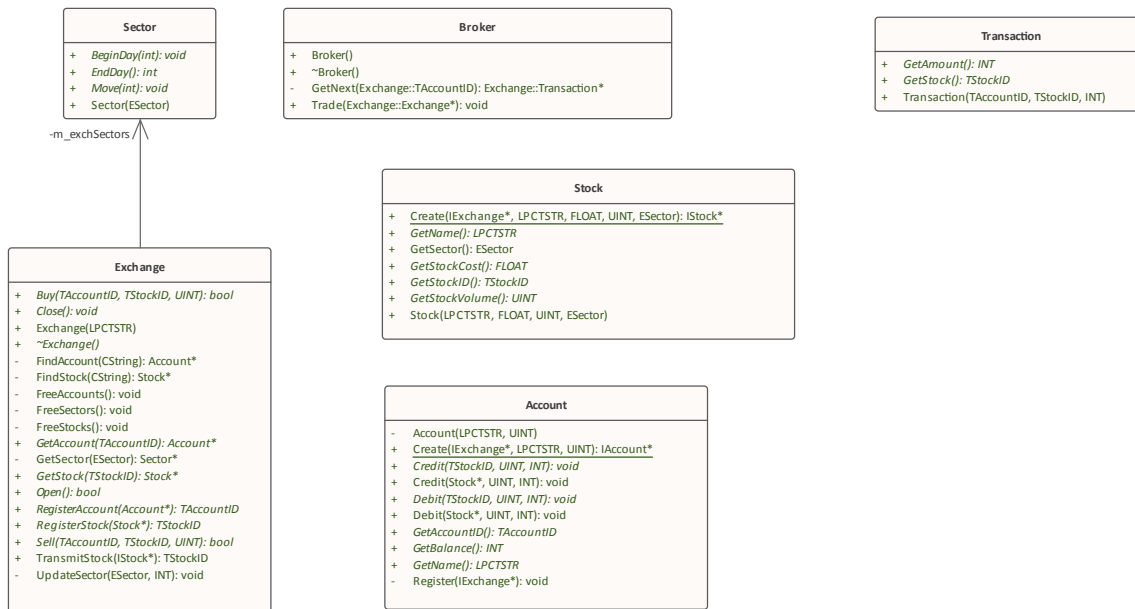 Sector
+ BeginDay(int): void
+ EndDay(): int
+ Move(int): void
+ Sector(ESector)
-m_exchSectors
Broker
+ Broker()
+ ~Broker()
- GetNext(Exchange::TAccountID): Exchange::Transaction*
+ Trade(Exchange::Exchange*): void
Transaction
+ GetAmount(): INT
+ GetStock(): TStockID
+ Transaction(TAccountID, TStockID, INT)
Stock
+ Create(IExchange*, LPCTSTR, FLOAT, UINT, ESector): IStock*
+ GetName(): LPCTSTR
+ GetSector(): ESector
+ GetStockCost(): FLOAT
+ GetStockID(): TStockID
+ GetStockVolume(): UINT
+ Stock(LPCTSTR, FLOAT, UINT, ESector)
Exchange
+ Buy(TAccountID, TStockID, UINT): bool
+ Close(): void
+ Exchange(LPCTSTR)
+ ~Exchange()
- FindAccount(CString): Account*
- FindStock(CString): Stock*
- FreeAccounts(): void
- FreeSectors(): void
- FreeStocks(): void
+ GetAccount(TAccountID): Account*
- GetSector(ESector): Sector*
+ GetStock(TStockID): Stock*
+ Open(): bool
+ RegisterAccount(Account*): TAccountID
+ RegisterStock(Stock*): TStockID
+ Sell(TAccountID, TStockID, UINT): bool
+ TransmitStock(IStock*): TStockID
- UpdateSector(ESector, INT): void
Account
- Account(LPCTSTR, UINT)
+ Create(IExchange*, LPCTSTR, UINT): IAccount*
+ Credit(TStockID, UINT, INT): void
+ Credit(Stock*, UINT, INT): void
+ Debit(TStockID, UINT, INT): void
+ Debit(Stock*, UINT, INT): void
+ GetAccountID(): TAccountID
+ GetBalance(): INT
+ GetName(): LPCTSTR
- Register(IExchange*): void